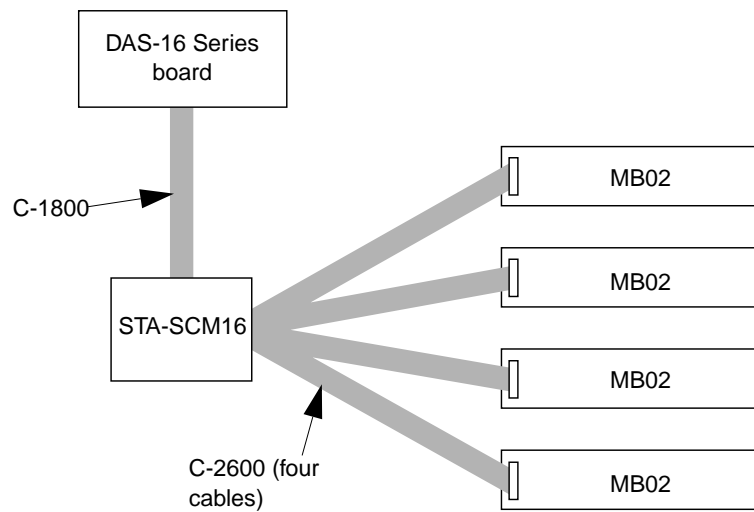 DAS-16 Series
board
MB02
C-1800
MB02
STA-SCM16
MB02
C-2600 (four
cables)
MB02